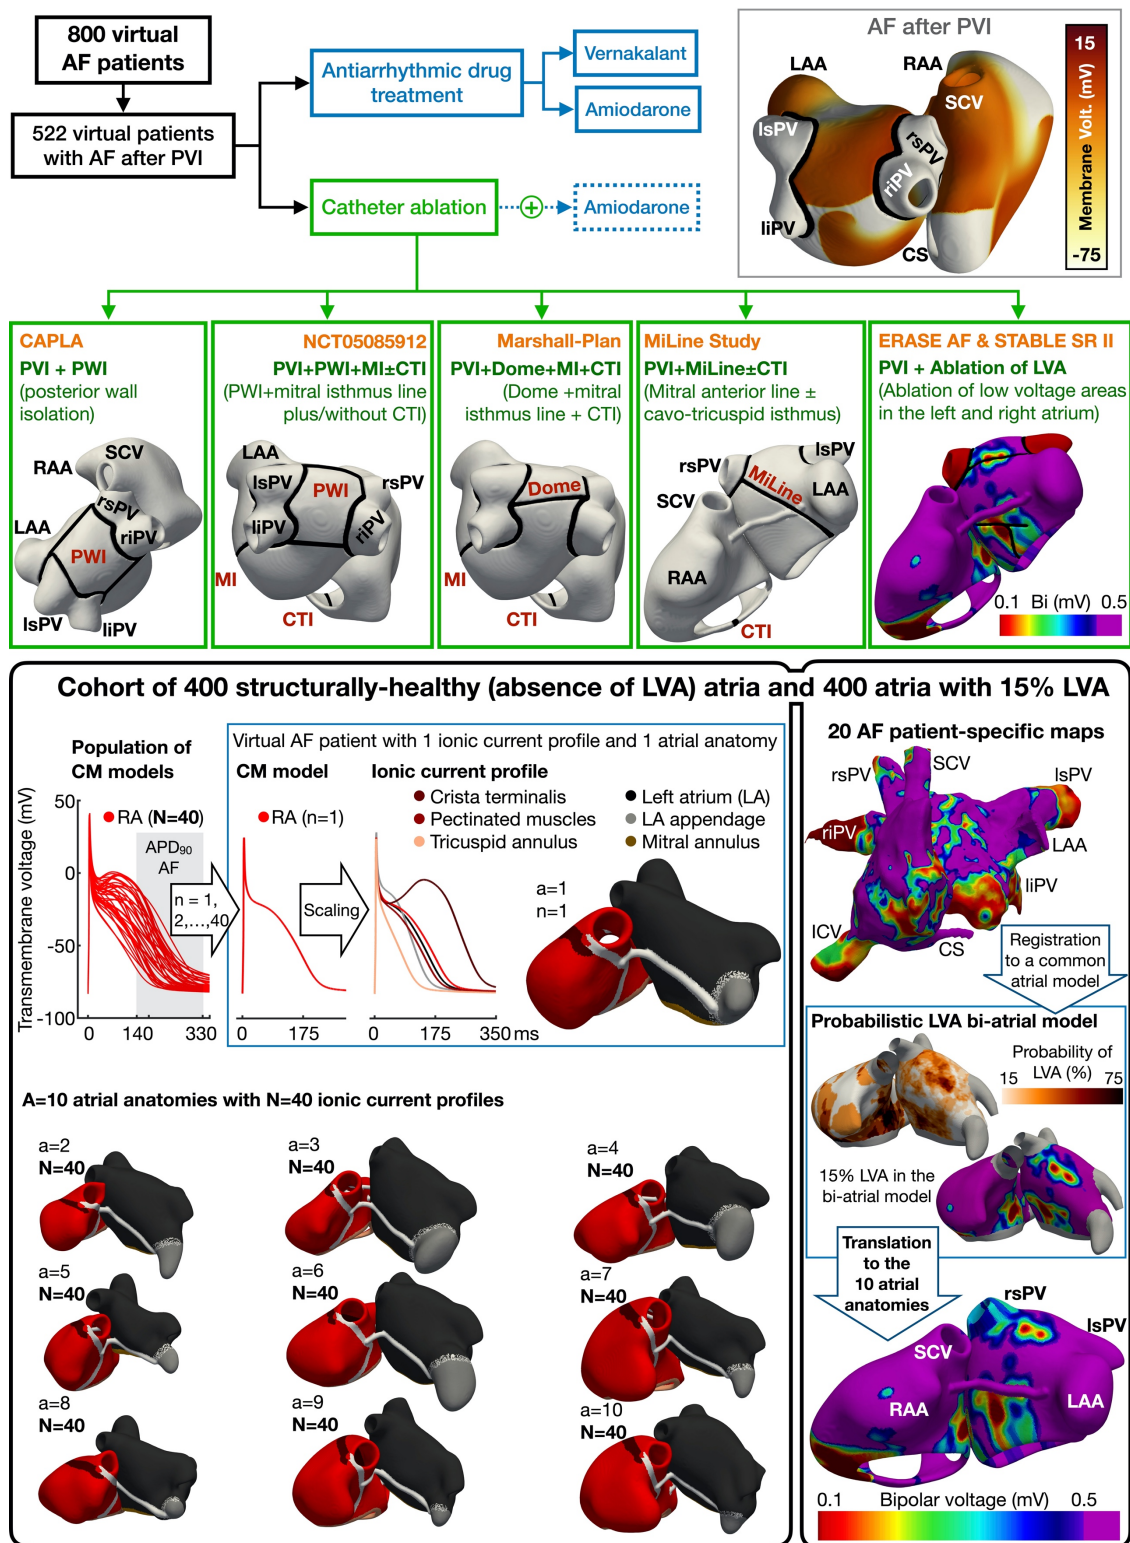 800 virtual
AF patients
522 virtual patients
with AF after PVI
Antiarrhythmic drug
treatment
Vernakalant
Amiodarone
Catheter ablation
+
Amiodarone
AF after PVI
LAA
RAA
SCV
lsPV
rsPV
riPV
liPV
CS
15
Membrane Volt. (mV)
-75
CAPLA
PVI + PWI
(posterior wall
isolation)
SCV
RAA
rsPV
LAA
riPV
PWI
lsPV
liPV
NCT05085912
PVI+PWI+MI±CTI
(PWI+mitral isthmus line
plus/without CTI)
LAA
lsPV
PWI
rsPV
liPV
riPV
MI
CTI
Marshall-Plan
PVI+Dome+MI+CTI
(Dome +mitral
isthmus line + CTI)
Dome
MI
CTI
MiLine Study
PVI+MiLine±CTI
(Mitral anterior line ±
cavo-tricuspid isthmus)
lsPV
rsPV
MiLine
LAA
SCV
RAA
CTI
ERASE AF & STABLE SR II
PVI + Ablation of LVA
(Ablation of low voltage areas
in the left and right atrium)
0.1 Bi (mV) 0.5
Cohort of 400 structurally-healthy (absence of LVA) atria and 400 atria with 15% LVA
Population of
CM models
Transmembrane voltage (mV)
50
0
-50
-100
RA (N=40)
APD90
AF
n = 1,
2,...,40
0 140 330
Virtual AF patient with 1 ionic current profile and 1 atrial anatomy
CM model
RA (n=1)
Scaling
0 175
Ionic current profile
Crista terminalis
Pectinated muscles
Tricuspid annulus
Left atrium (LA)
LA appendage
Mitral annulus
0 175 350 ms
a=1
n=1
A=10 atrial anatomies with N=40 ionic current profiles
a=2
N=40
a=3
N=40
a=4
N=40
a=5
N=40
a=6
N=40
a=7
N=40
a=8
N=40
a=9
N=40
a=10
N=40
20 AF patient-specific maps
SCV
rsPV
lsPV
riPV
LAA
liPV
ICV
CS
Registration
to a common
atrial model
Probabilistic LVA bi-atrial model
Probability of
LVA (%)
15 75
15% LVA in the
bi-atrial model
Translation
to the
10 atrial
anatomies
rsPV
lsPV
SCV
RAA
LAA
0.1 Bipolar voltage (mV) 0.5